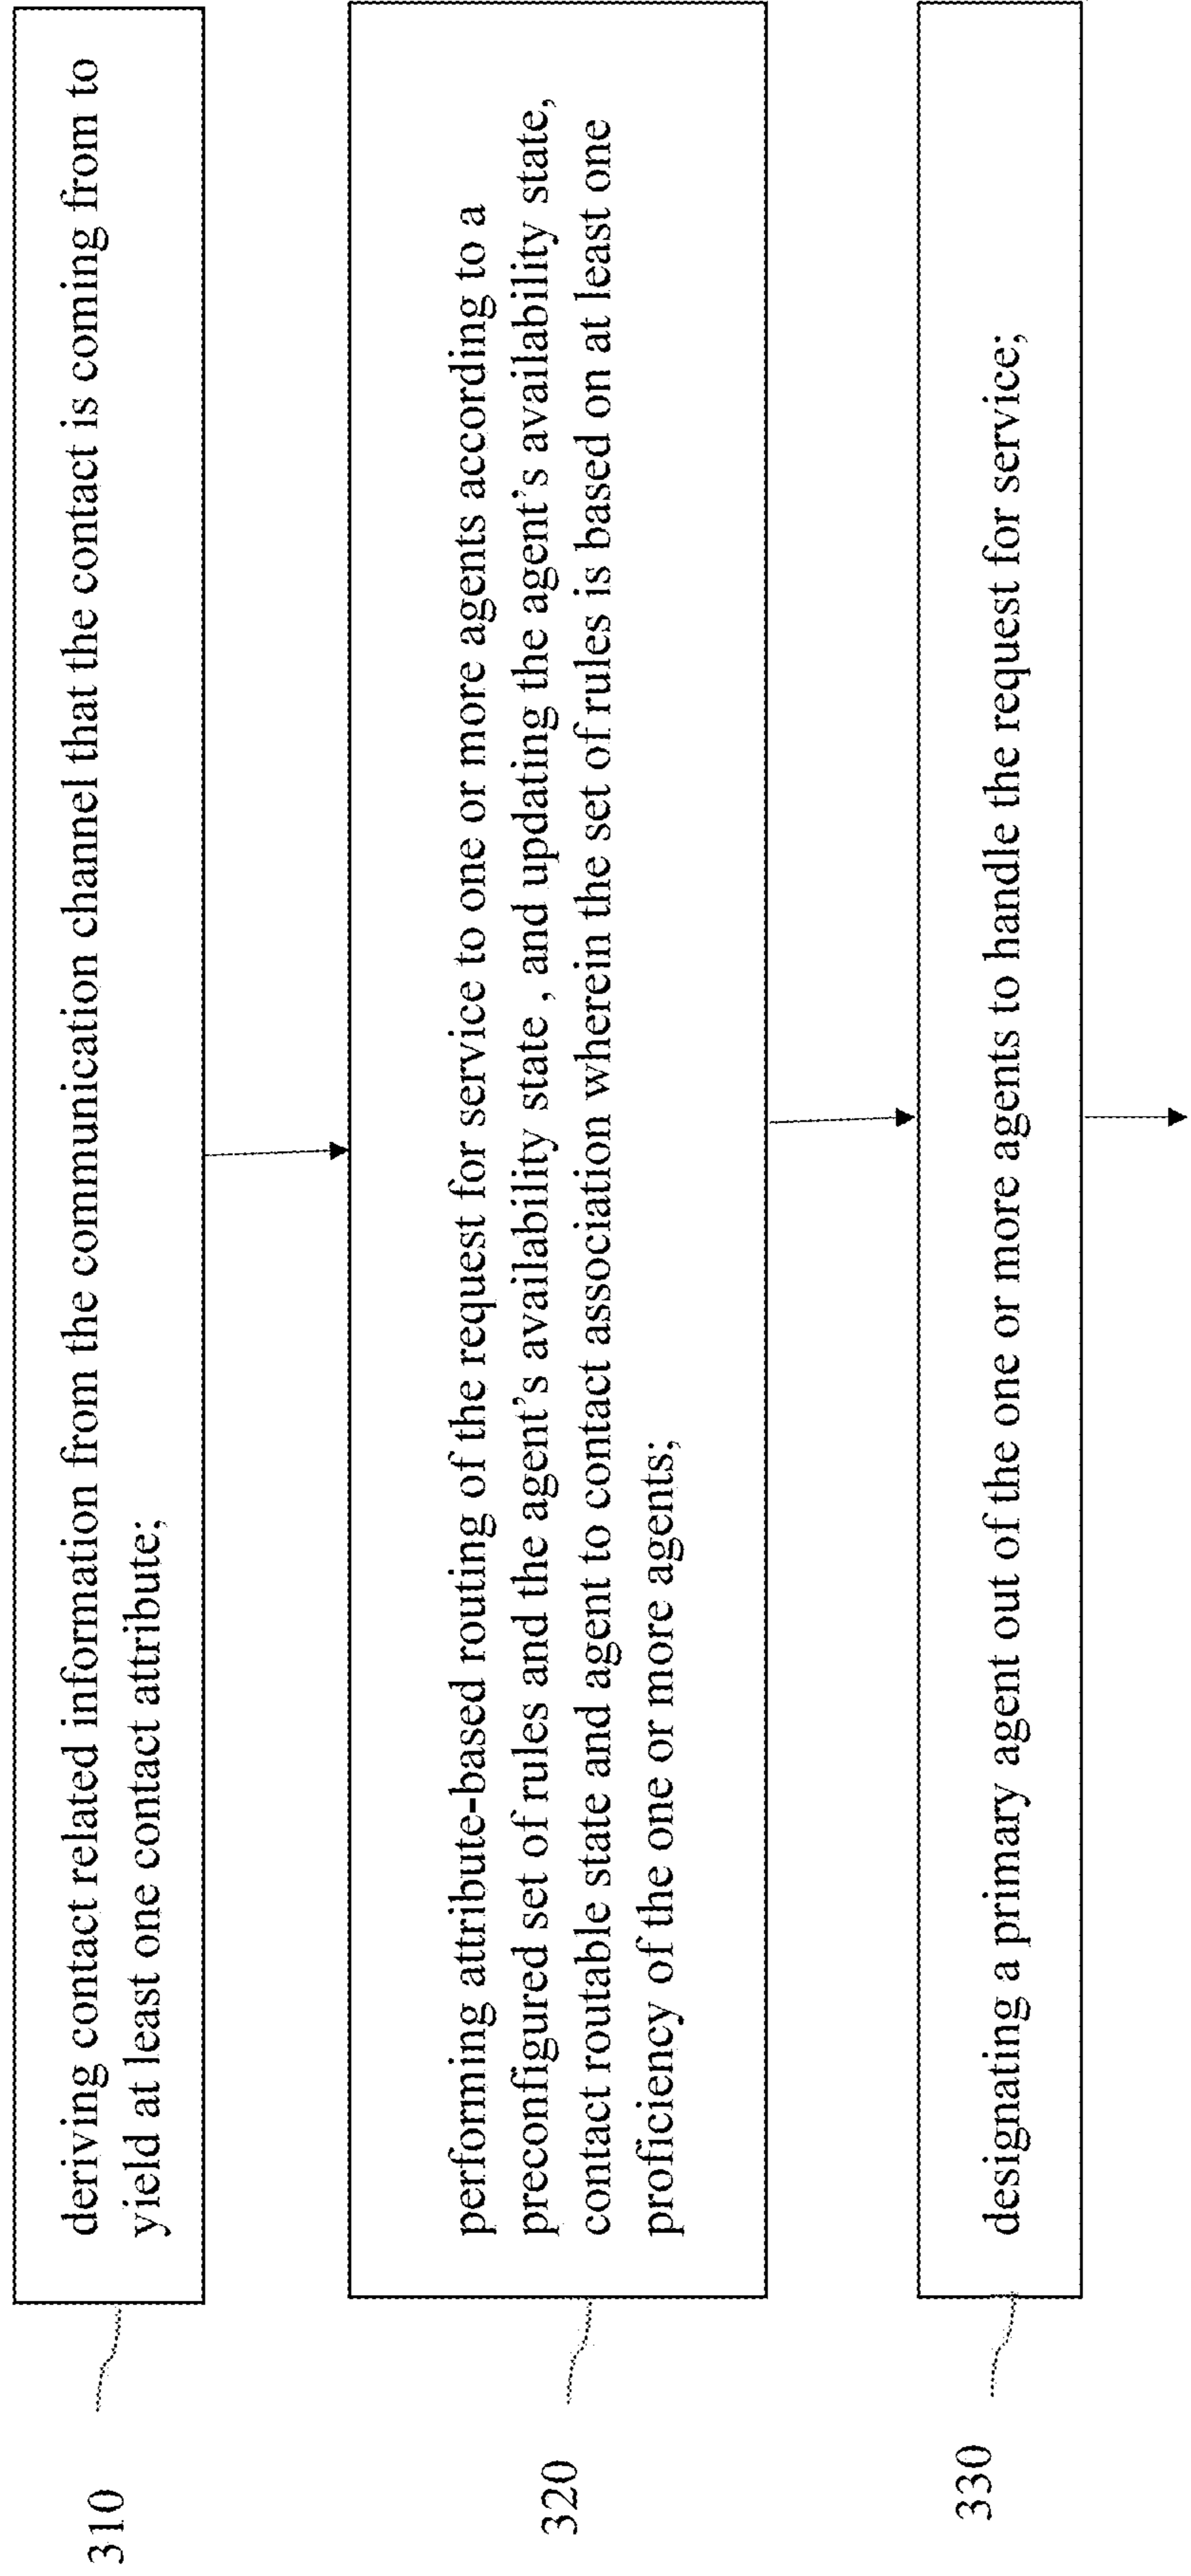 310
deriving contact related information from the communication channel that the contact is coming from to
yield at least one contact attribute;
320
performing attribute-based routing of the request for service to one or more agents according to a
preconfigured set of rules and the agent's availability state , and updating the agent's availability state,
contact routable state and agent to contact association wherein the set of rules is based on at least one
proficiency of the one or more agents;
330
designating a primary agent out of the one or more agents to handle the request for service;